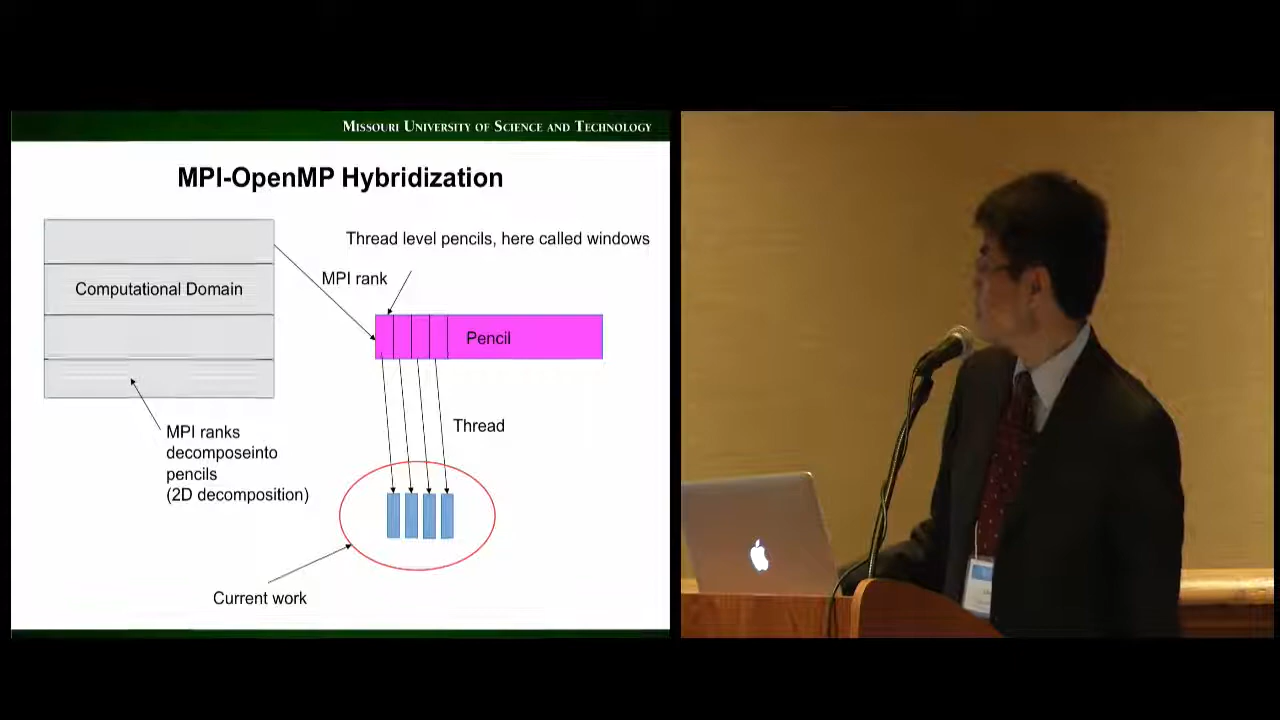 MISSOURI UNIVERSITY OF SCIENCE AND TECHNOLOGY
MPI-OpenMP Hybridization
Thread level pencils, here called windows
MPI rank
Computational Domain
Pencil
Thread
MPI ranks
decomposeinto
pencils
(2D decomposition)
Current work